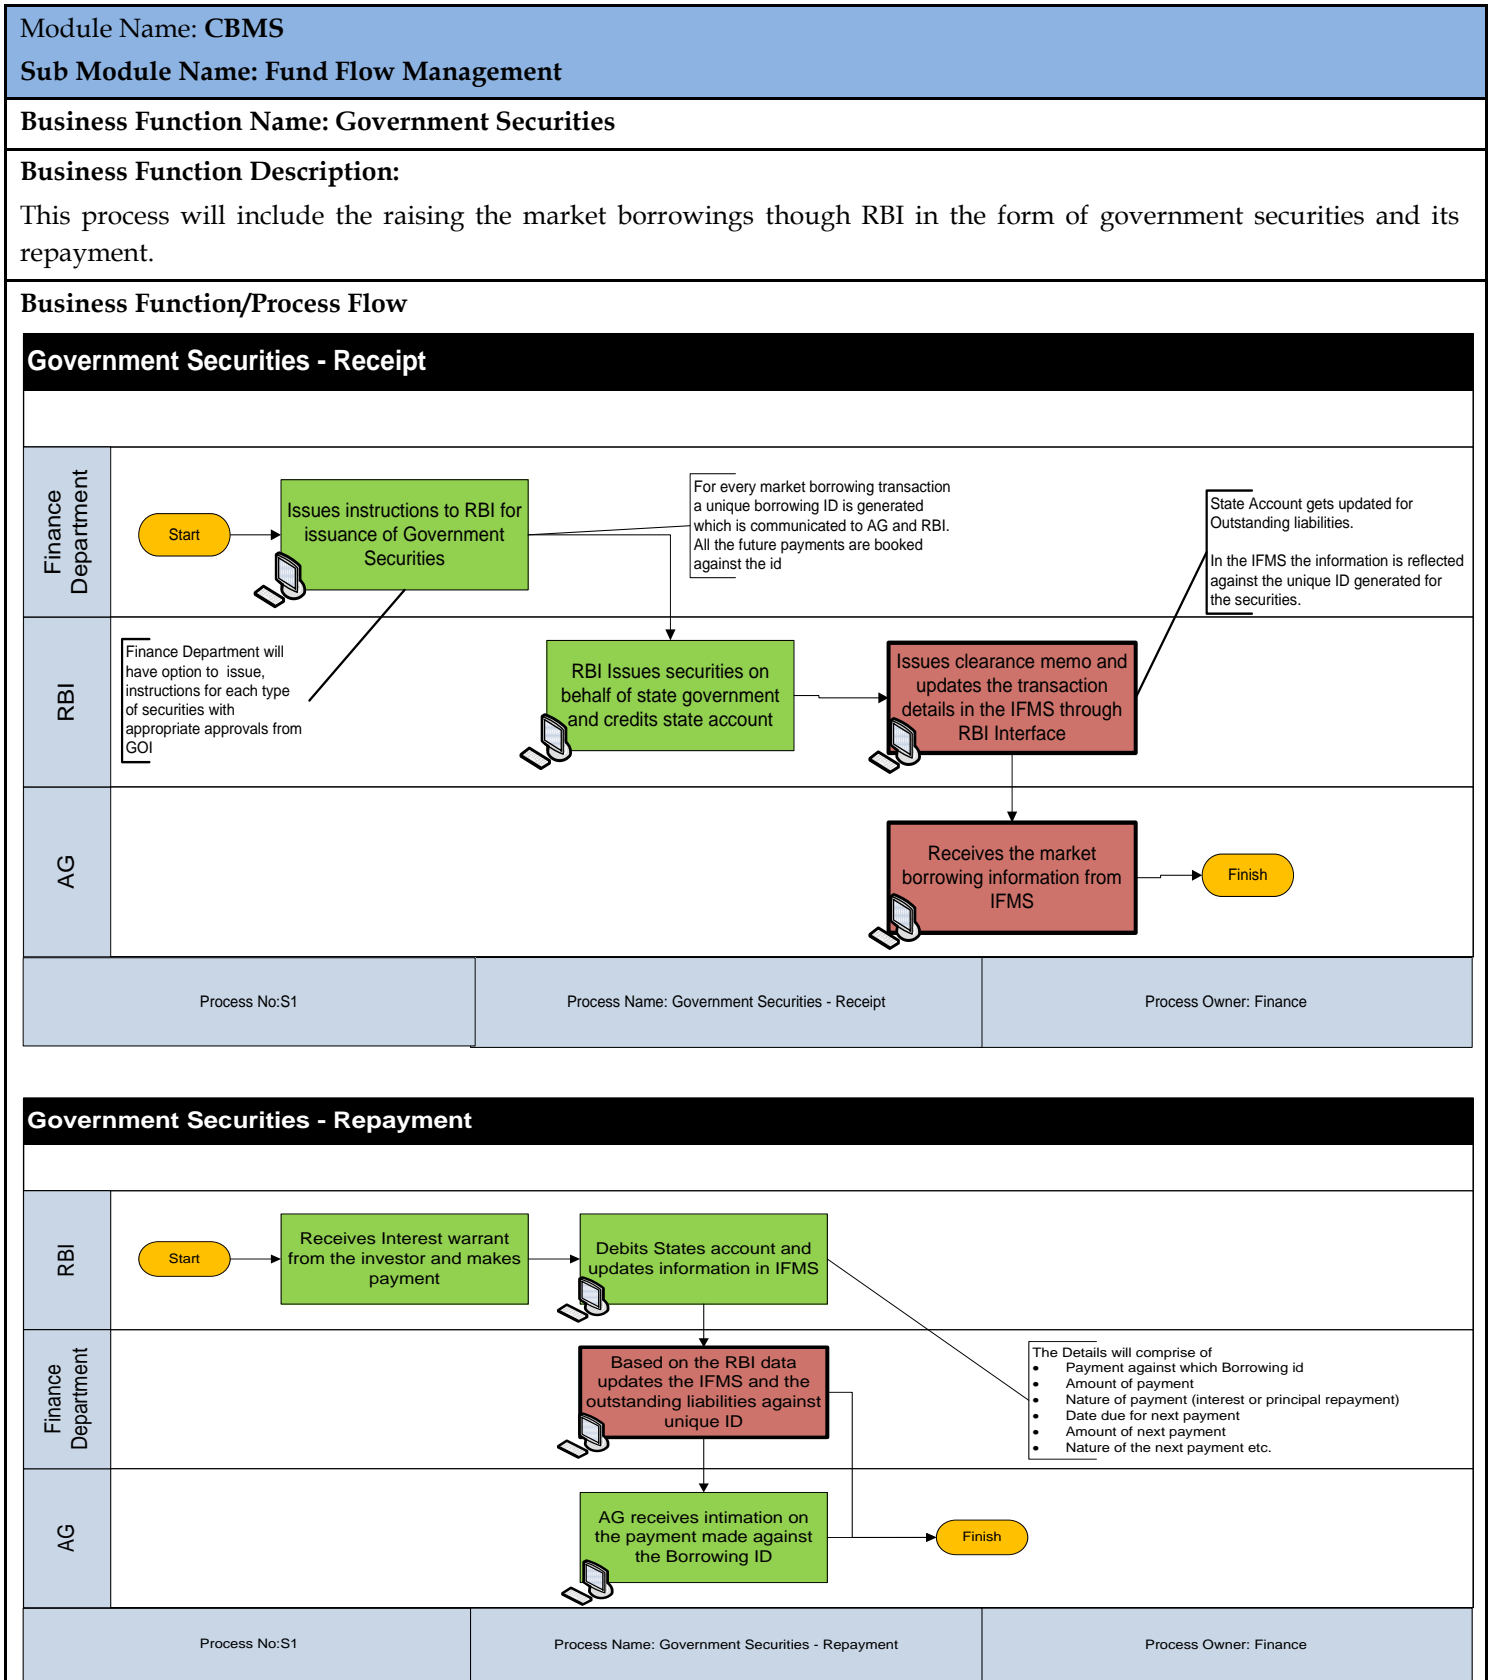 Module Name: CBMS
Sub Module Name: Fund Flow Management
Business Function Name: Government Securities
Business Function Description:
This process will include the raising the market borrowings though RBI in the form of government securities and its
repayment.
Business Function/Process Flow
Government Securities - Receipt
Finance
Department
Start
Issues instructions to RBI for
issuance of Government
Securities
For every market borrowing transaction
a unique borrowing ID is generated
which is communicated to AG and RBI.
All the future payments are booked
against the id
State Account gets updated for
Outstanding liabilities.
In the IFMS the information is reflected
against the unique ID generated for
the securities.
RBI
Finance Department will
have option to issue,
instructions for each type
of securities with
appropriate approvals from
GOI
RBI Issues securities on
behalf of state government
and credits state account
Issues clearance memo and
updates the transaction
details in the IFMS through
RBI Interface
AG
Receives the market
borrowing information from
IFMS
Finish
Process No:S1
Process Name: Government Securities - Receipt
Process Owner: Finance
Government Securities - Repayment
RBI
Start
Receives Interest warrant
from the investor and makes
payment
Debits States account and
updates information in IFMS
Finance
Department
Based on the RBI data
updates the IFMS and the
outstanding liabilities against
unique ID
The Details will comprise of
• Payment against which Borrowing id
• Amount of payment
• Nature of payment (interest or principal repayment)
• Date due for next payment
• Amount of next payment
• Nature of the next payment etc.
AG
AG receives intimation on
the payment made against
the Borrowing ID
Finish
Process No:S1
Process Name: Government Securities - Repayment
Process Owner: Finance